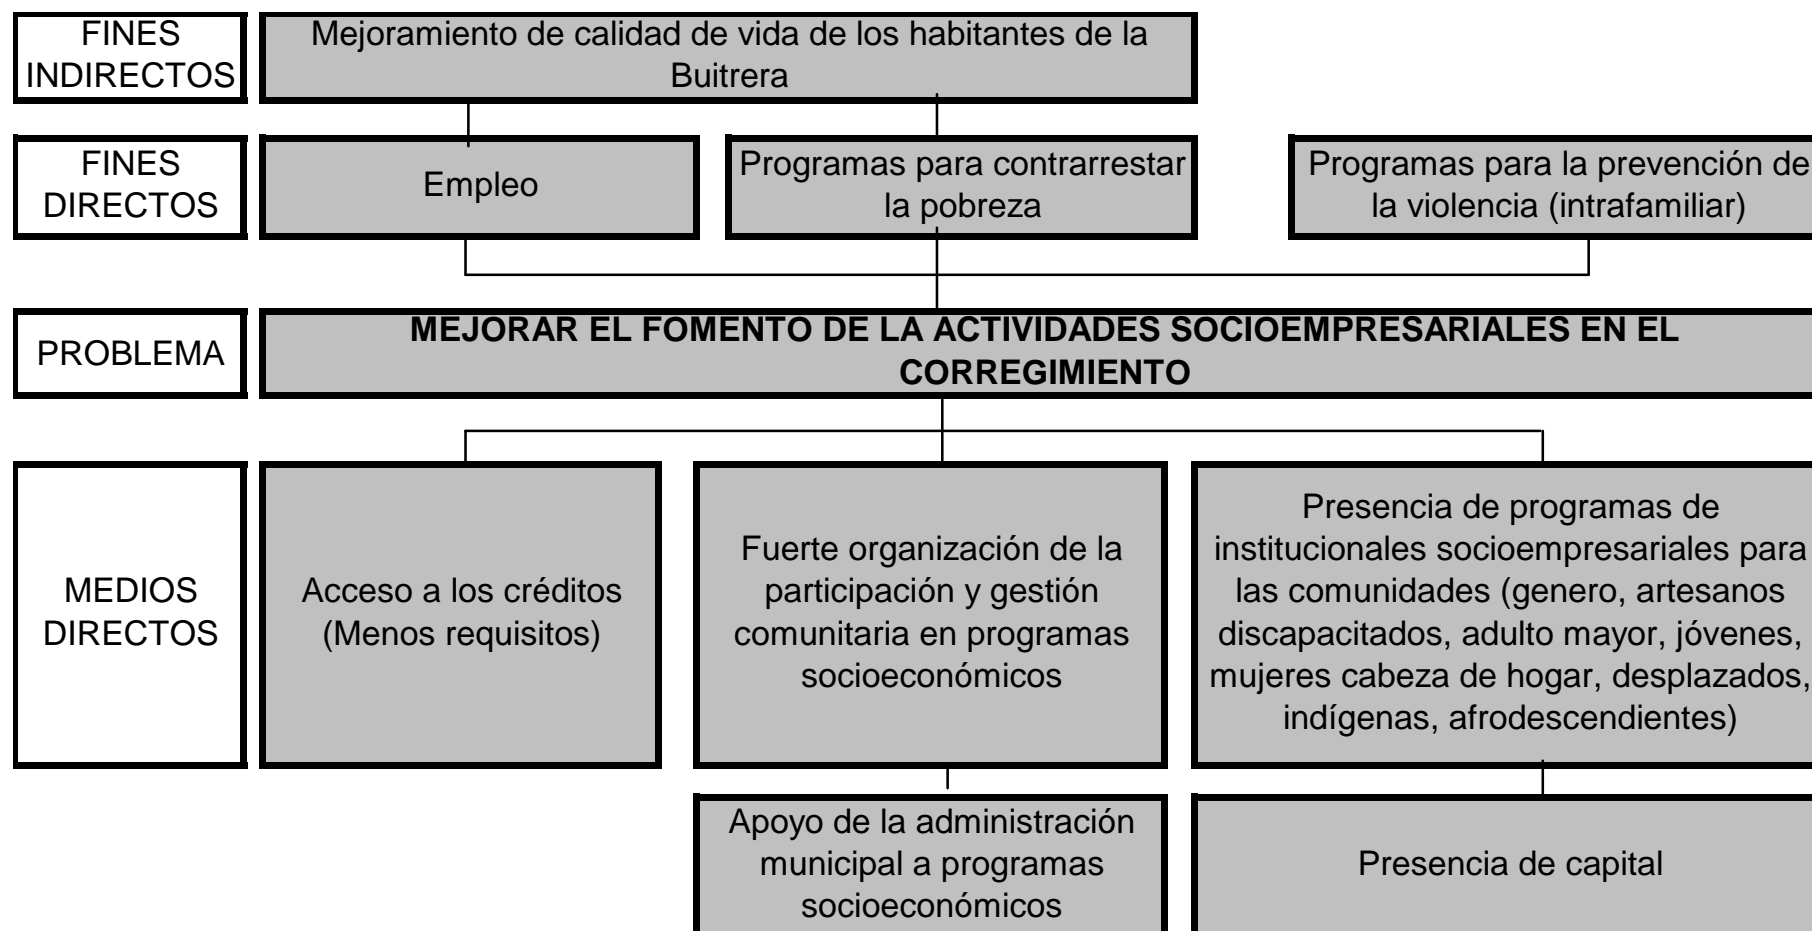 FINES
INDIRECTOS
Mejoramiento de calidad de vida de los habitantes de la
Buitrera
FINES
DIRECTOS
Empleo
Programas para contrarrestar
la pobreza
Programas para la prevención de
la violencia (intrafamiliar)
PROBLEMA
MEJORAR EL FOMENTO DE LA ACTIVIDADES SOCIOEMPRESARIALES EN EL
CORREGIMIENTO
MEDIOS
DIRECTOS
Acceso a los créditos
(Menos requisitos)
Fuerte organización de la
participación y gestión
comunitaria en programas
socioeconómicos
Presencia de programas de
institucionales socioempresariales para
las comunidades (genero, artesanos
discapacitados, adulto mayor, jóvenes,
mujeres cabeza de hogar, desplazados,
indígenas, afrodescendientes)
Apoyo de la administración
municipal a programas
socioeconómicos
Presencia de capital